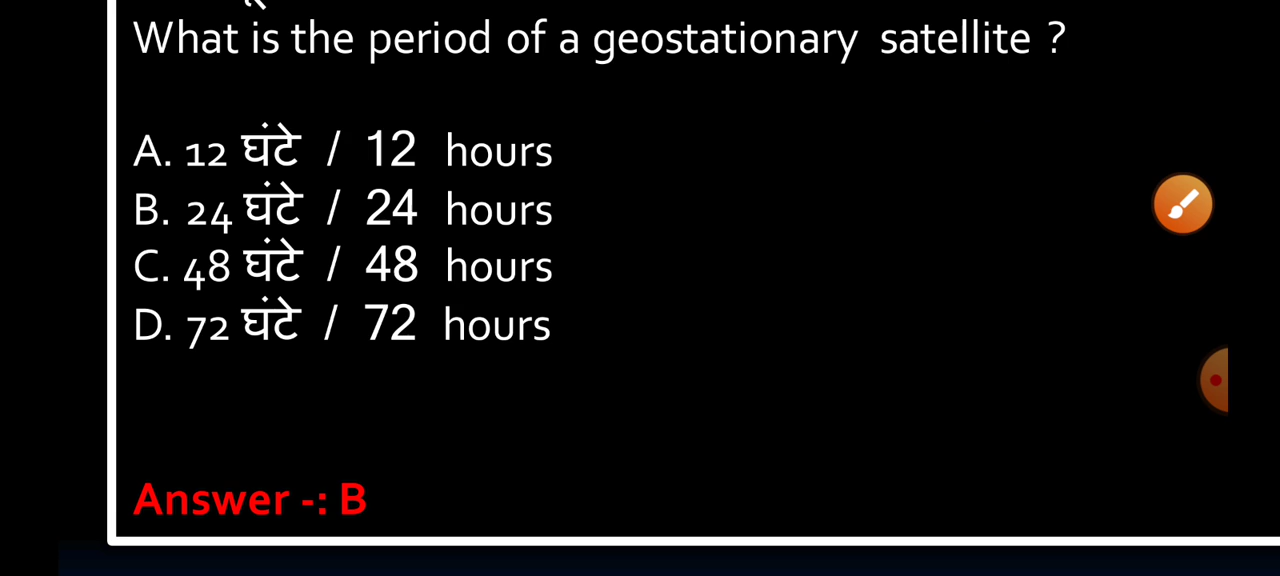 What is the period of a geostationary satellite ?
A. 12 घंटे / 12 hours
B. 24 घंटे / 24 hours
C. 48 घंटे / 48 hours
D. 72 घंटे / 72 hours
Answer -: B